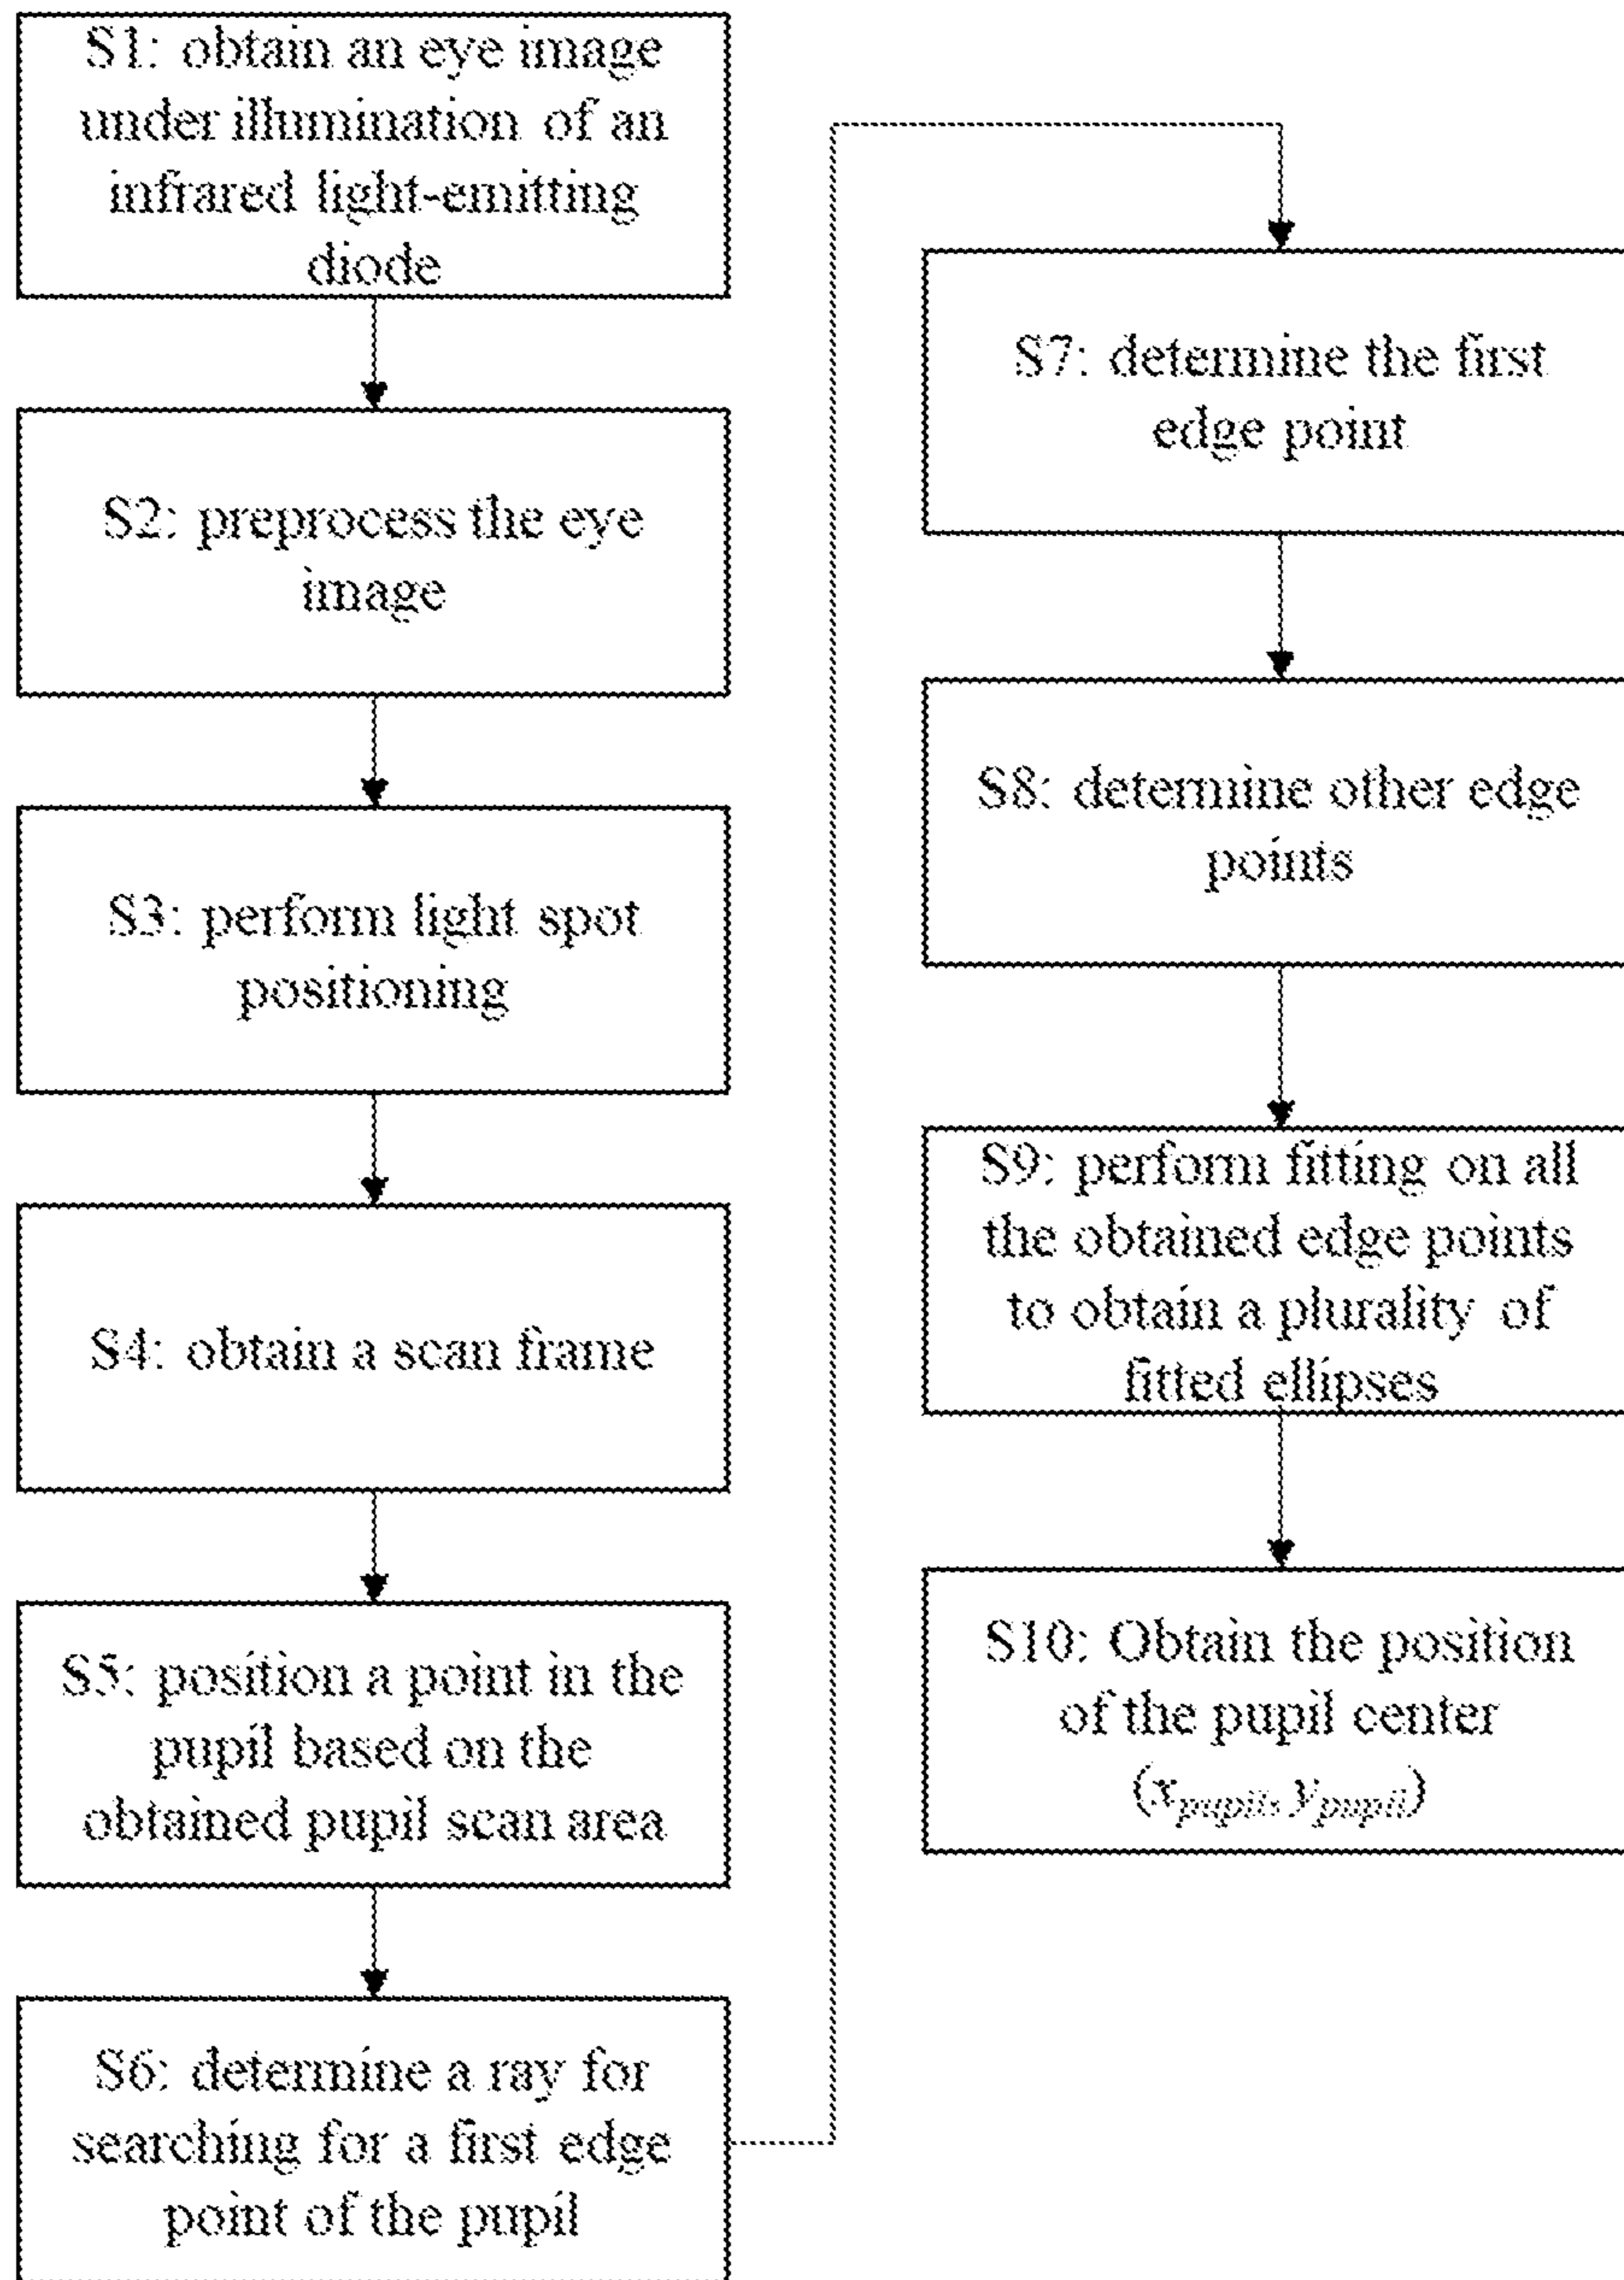 S1: obtain an eye image
under illumination of an
infrared light-emitting
diode
S2: preprocess the eye
image
S3: perform light spot
positioning
S4: obtain a scan frame
S5: position a point in the
pupil based on the
obtained pupil scan area
S6: determine a ray for
searching for a first edge
point of the pupil
S7: determine the first
edge point
S8: determine other edge
points
S9: perform fitting on all
the obtained edge points
to obtain a plurality of
fitted ellipses
S10: Obtain the position
of the pupil center
(xpupil, ypupil)